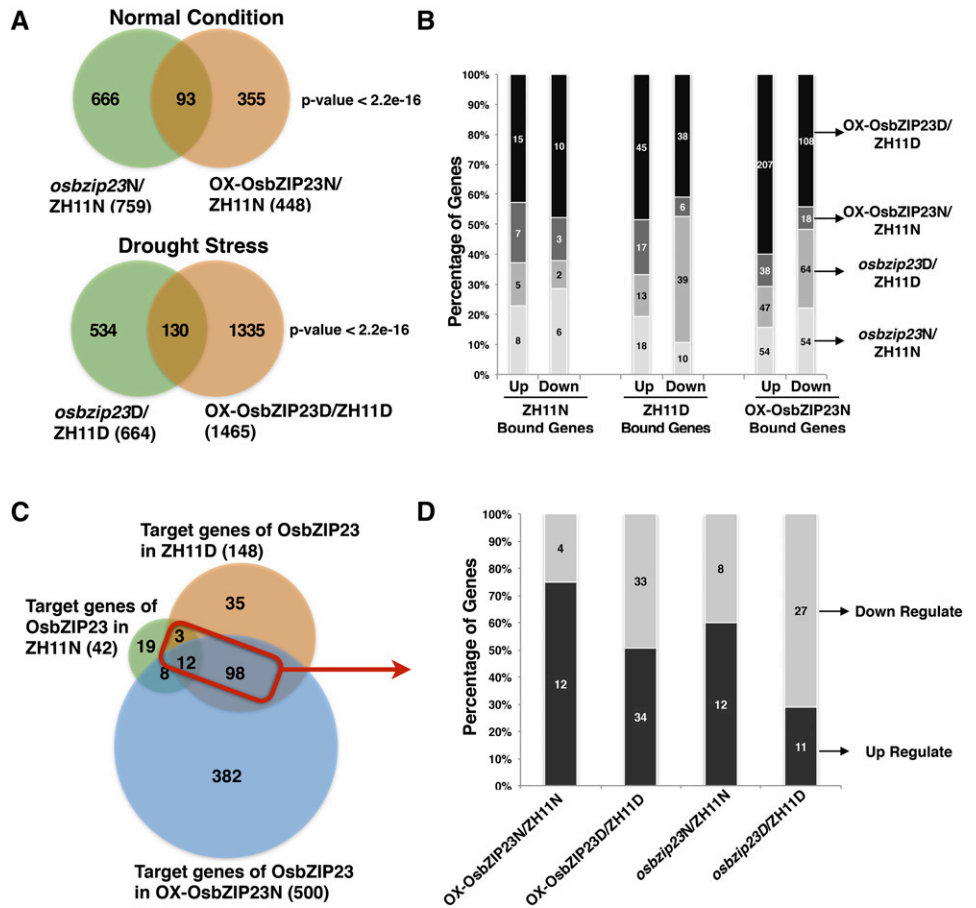 A
Normal Condition
666
93
355
p-value < 2.2e-16
osbzip23N/
ZH11N (759)
OX-OsbZIP23N/
ZH11N (448)
Drought Stress
534
130
1335
p-value < 2.2e-16
osbzip23D/
ZH11D (664)
OX-OsbZIP23D/ZH11D
(1465)
B
Percentage of Genes
100%
90%
80%
70%
60%
50%
40%
30%
20%
10%
0%
15
7
5
8
10
3
2
6
45
17
13
18
38
6
39
10
207
38
47
54
108
18
64
54
OX-OsbZIP23D/
ZH11D
OX-OsbZIP23N/
ZH11N
osbzip23D/
ZH11D
osbzip23N/
ZH11N
Up Down
ZH11N
Bound Genes
Up Down
ZH11D
Bound Genes
Up Down
OX-OsbZIP23N
Bound Genes
C
Target genes of OsbZIP23
in ZH11D (148)
Target genes of
OsbZIP23 in
ZH11N (42)
35
19
3
12
8
98
382
Target genes of OsbZIP23
in OX-OsbZIP23N (500)
D
Percentage of Genes
100%
90%
80%
70%
60%
50%
40%
30%
20%
10%
0%
4
12
33
34
8
12
27
11
Down Regulate
Up Regulate
OX-OsbZIP23N/ZH11N
OX-OsbZIP23D/ZH11D
osbzip23N/ZH11N
osbzip23D/ZH11D